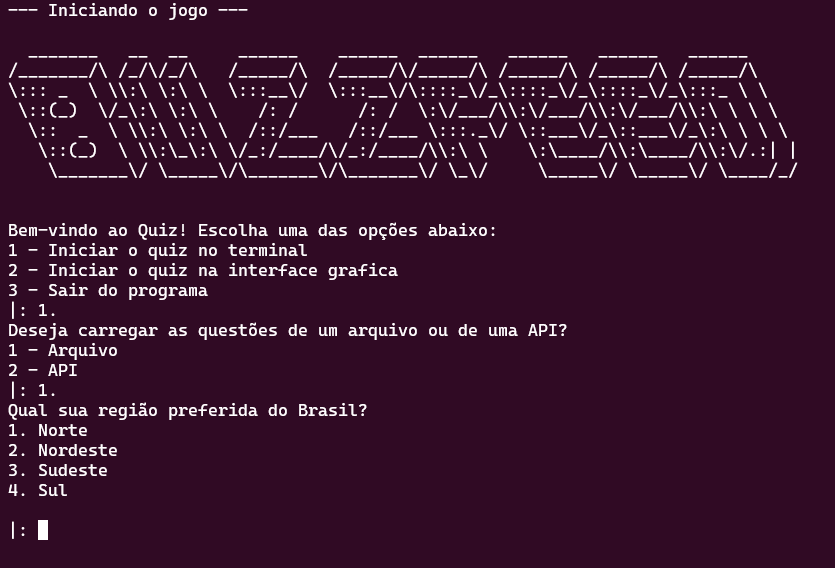 --- Iniciando o jogo ---
Bem-vindo ao Quiz! Escolha uma das opções abaixo:
1 - Iniciar o quiz no terminal
2 - Iniciar o quiz na interface grafica
3 - Sair do programa
|: 1.
Deseja carregar as questões de um arquivo ou de uma API?
1 - Arquivo
2 - API
|: 1.
Qual sua região preferida do Brasil?
1. Norte
2. Nordeste
3. Sudeste
4. Sul
|: